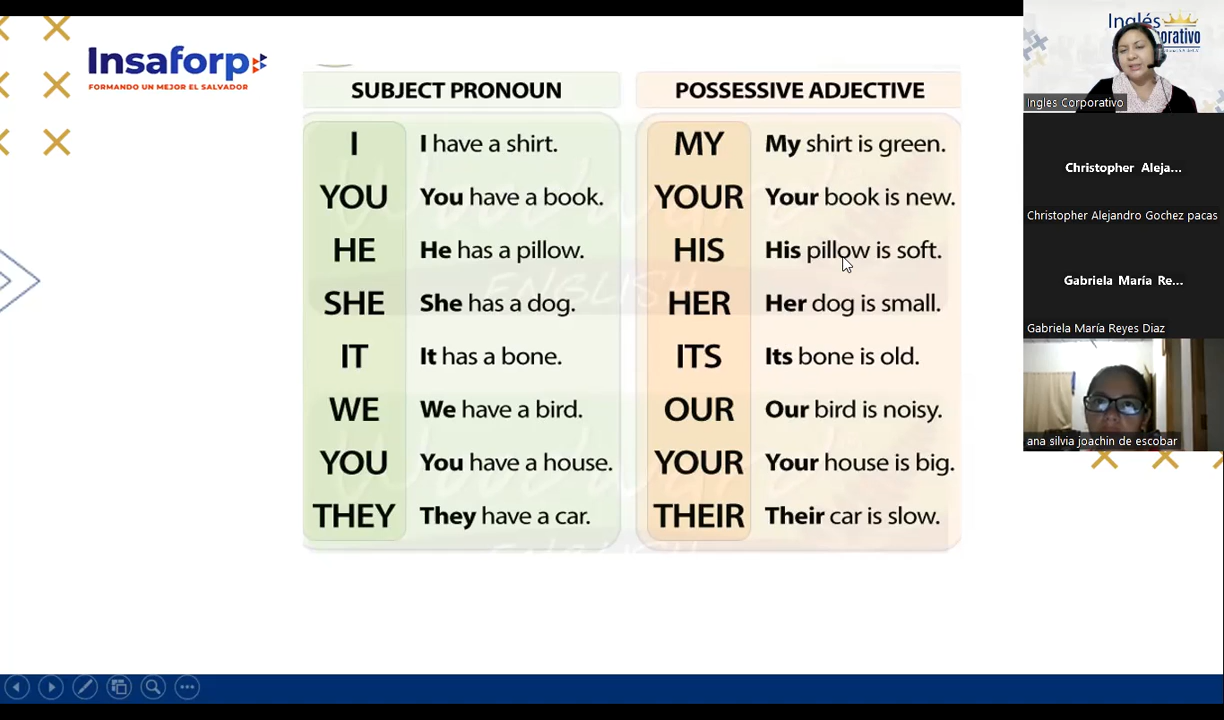 Insaforp
FORMANDO UN MEJOR EL SALVADOR
SUBJECT PRONOUN
POSSESSIVE ADJECTIVE
I
I have a shirt.
MY
My shirt is green.
YOU
You have a book.
YOUR
Your book is new.
HE
He has a pillow.
HIS
His pillow is soft.
SHE
She has a dog.
HER
Her dog is small.
IT
It has a bone.
ITS
Its bone is old.
WE
We have a bird.
OUR
Our bird is noisy.
YOU
You have a house.
YOUR
Your house is big.
THEY
They have a car.
THEIR
Their car is slow.
ENGLISH
Inglés
Ingles Corporativo
Christopher Aleja...
Christopher Alejandro Gochez pacas
Gabriela María Re...
Gabriela María Reyes Diaz
ana silvia joachin de escobar